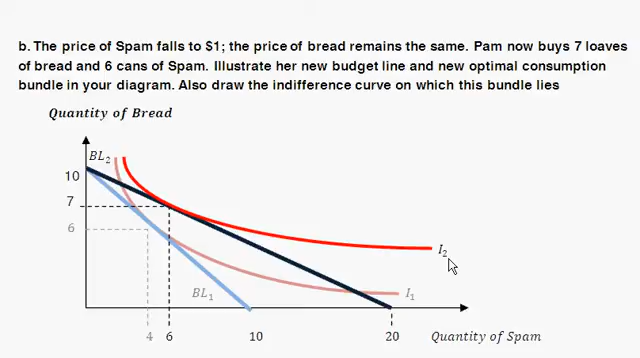 b. The price of Spam falls to $1; the price of bread remains the same. Pam now buys 7 loaves
of bread and 6 cans of Spam. Illustrate her new budget line and new optimal consumption
bundle in your diagram. Also draw the indifference curve on which this bundle lies
Quantity of Bread
BL₂
10
7
6
I₂
BL₁
I₁
4 6 10 20 Quantity of Spam